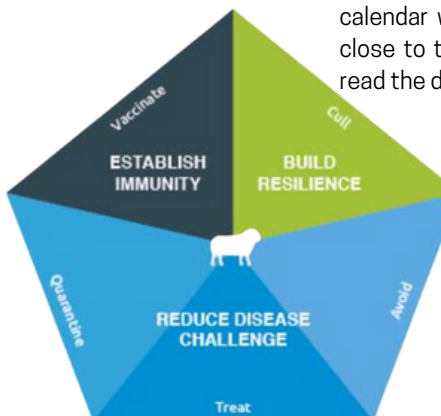 calendar
close to t
read the d
Vaccinate
Cull
ESTABLISH
IMMUNITY
BUILD
RESILIENCE
Quarantine
Avoid
REDUCE DISEASE
CHALLENGE
Treat